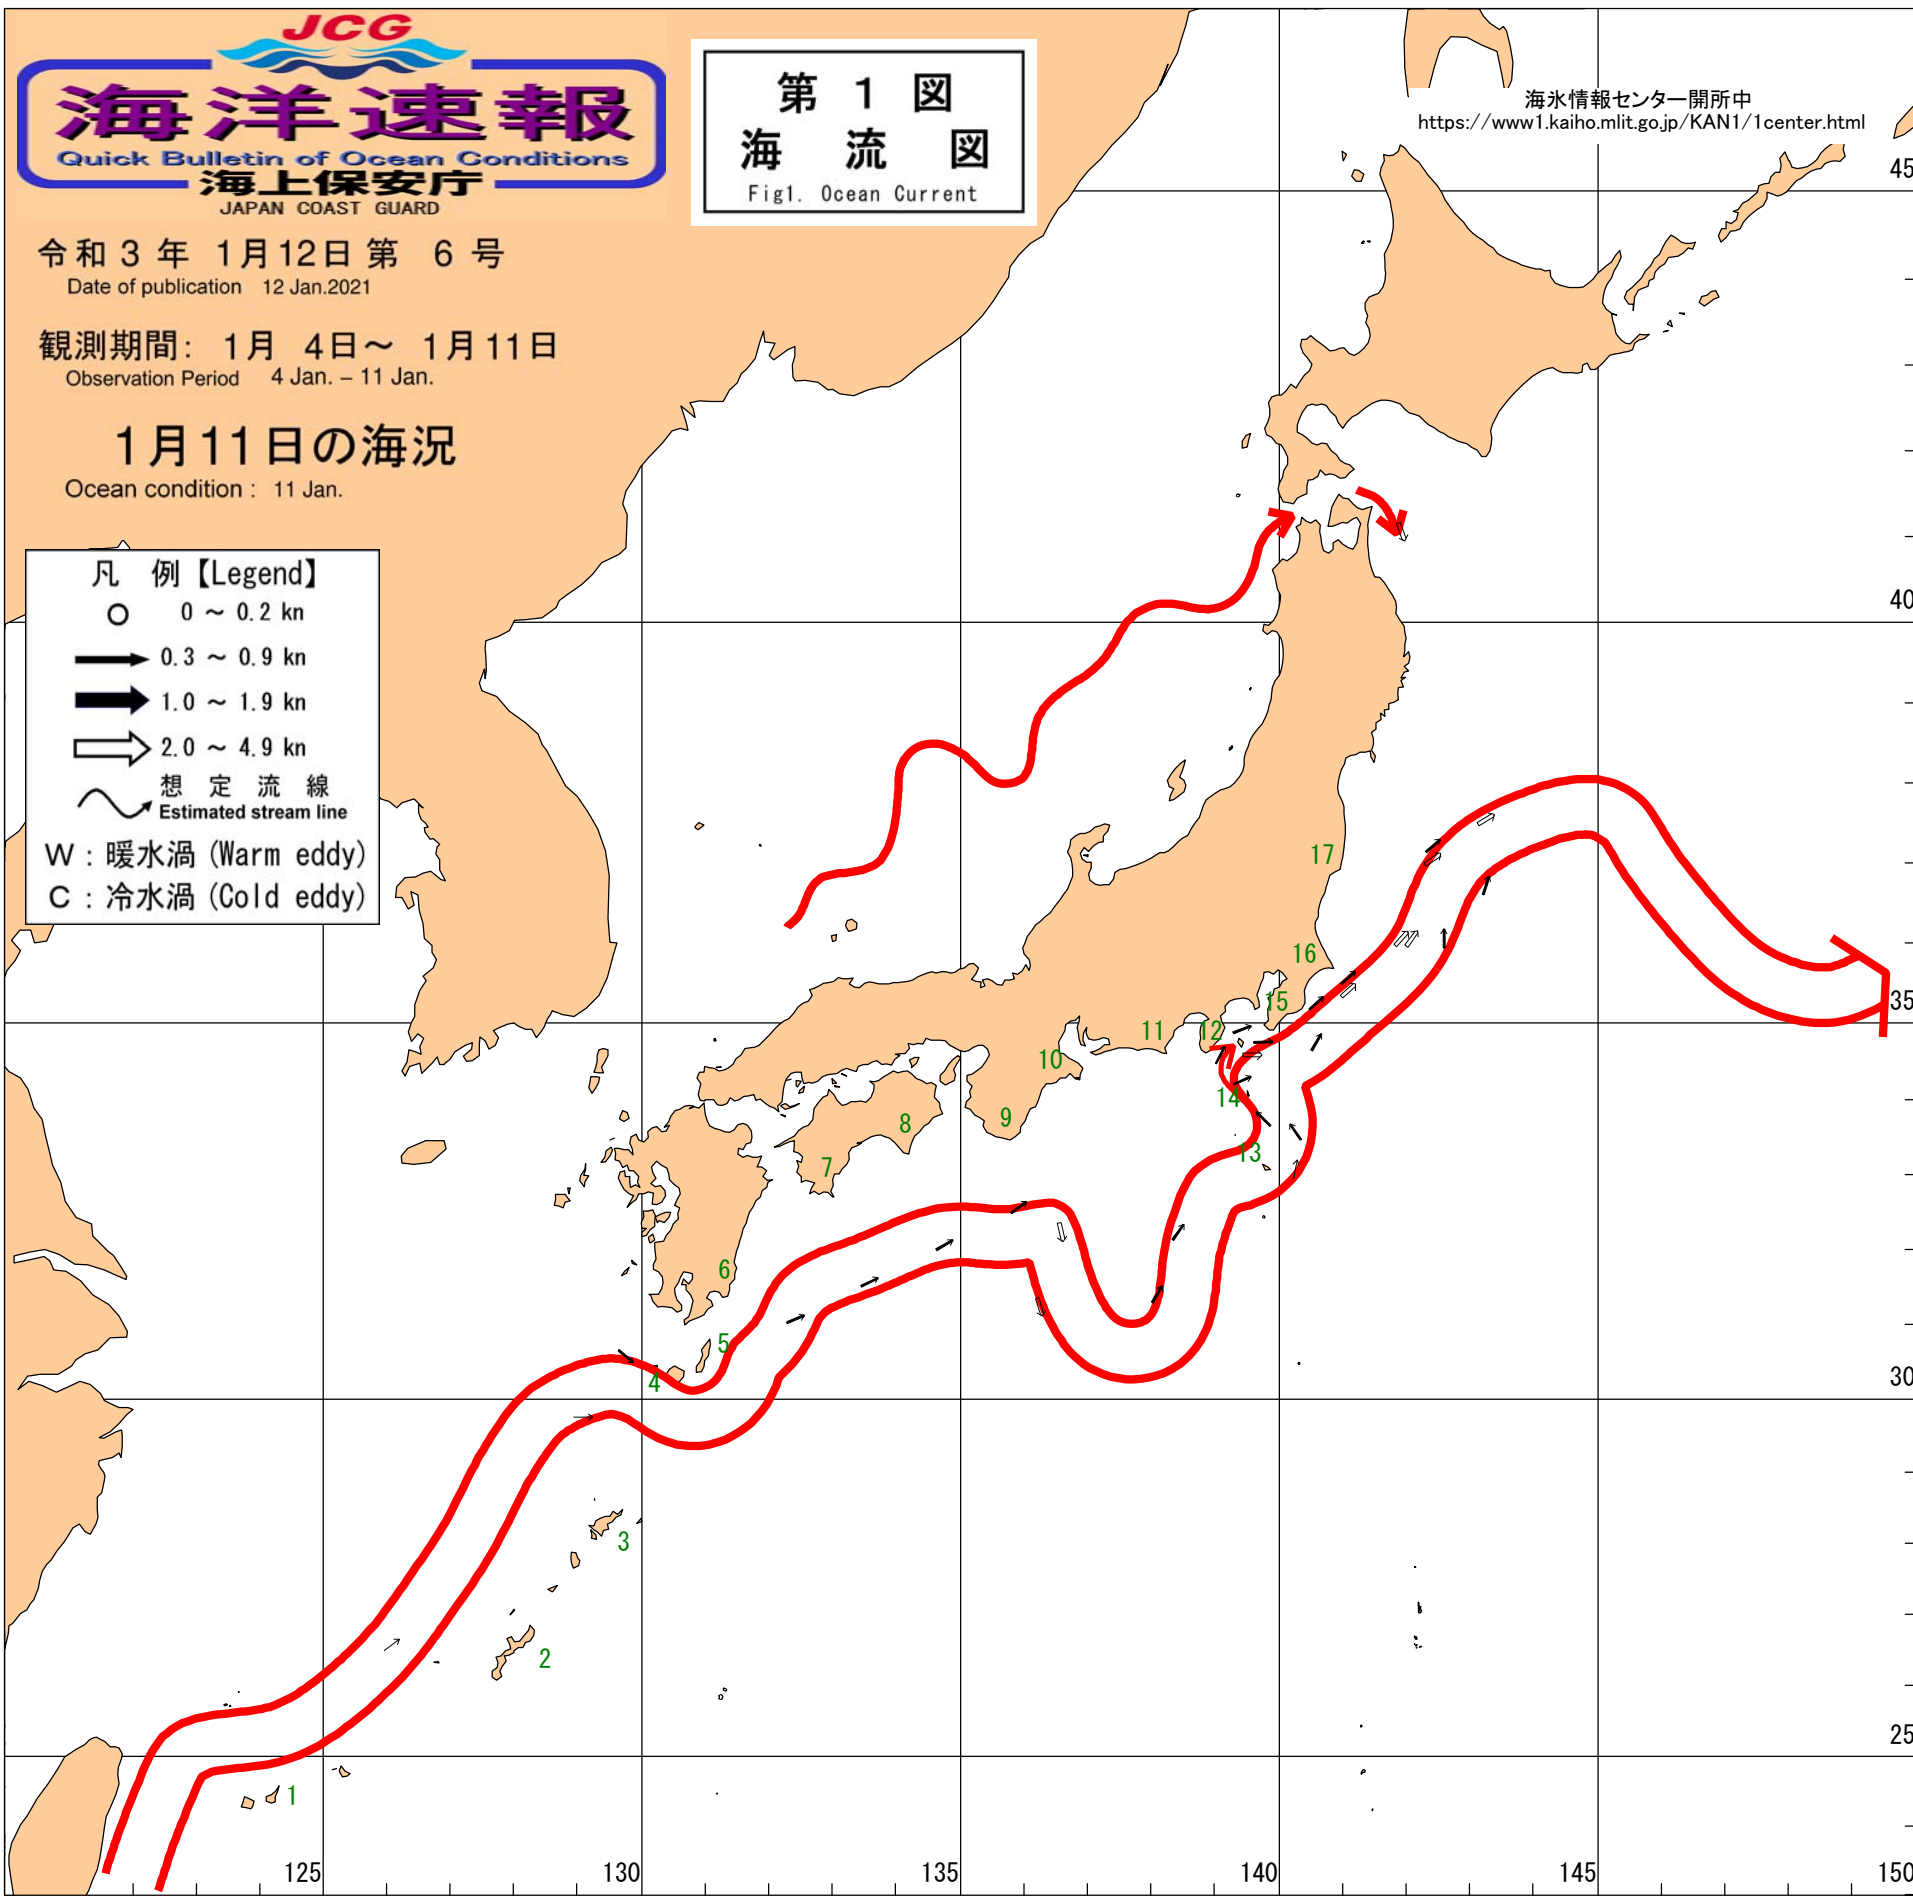 JCG
海洋速報
Quick Bulletin of Ocean Conditions
海上保安庁
JAPAN COAST GUARD
第 1 図
海 流 図
Fig1. Ocean Current
海氷情報センター開所中
https://www1.kaiho.mlit.go.jp/KAN1/1center.html
令和 3 年 1月12日 第 6 号
Date of publication 12 Jan.2021
観測期間: 1月 4日～ 1月11日
Observation Period 4 Jan. – 11 Jan.
1月11日の海況
Ocean condition : 11 Jan.
凡 例【Legend】
0 ～ 0.2 kn
0.3 ～ 0.9 kn
1.0 ～ 1.9 kn
2.0 ～ 4.9 kn
想 定 流 線
Estimated stream line
W : 暖水渦 (Warm eddy)
C : 冷水渦 (Cold eddy)
45
40
35
30
25
17
16
15
12
11
10
14
9
8
13
7
6
5
4
3
2
1
125
130
135
140
145
150